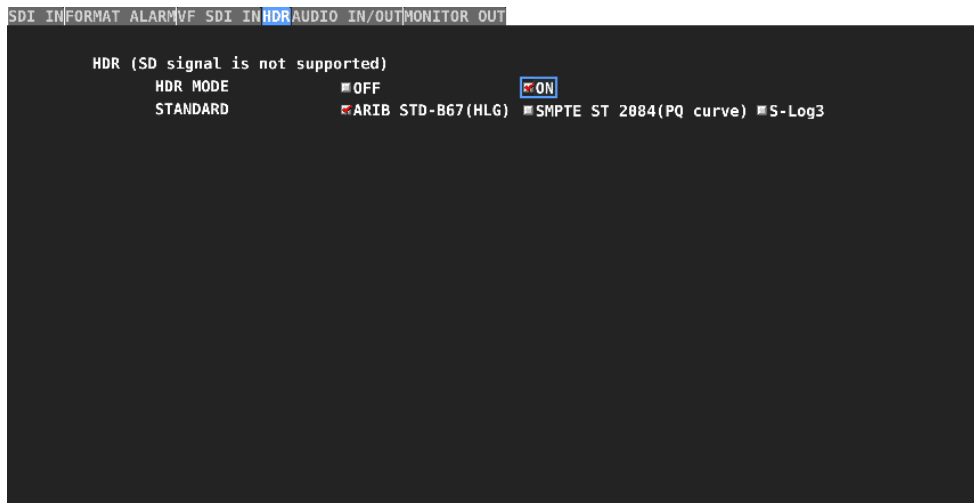 SDI IN FORMAT ALARM VF SDI IN HDR AUDIO IN/OUT MONITOR OUT
HDR (SD signal is not supported)
HDR MODE OFF ON
STANDARD ARIB STD-B67(HLG) SMPTE ST 2084(PQ curve) S-Log3